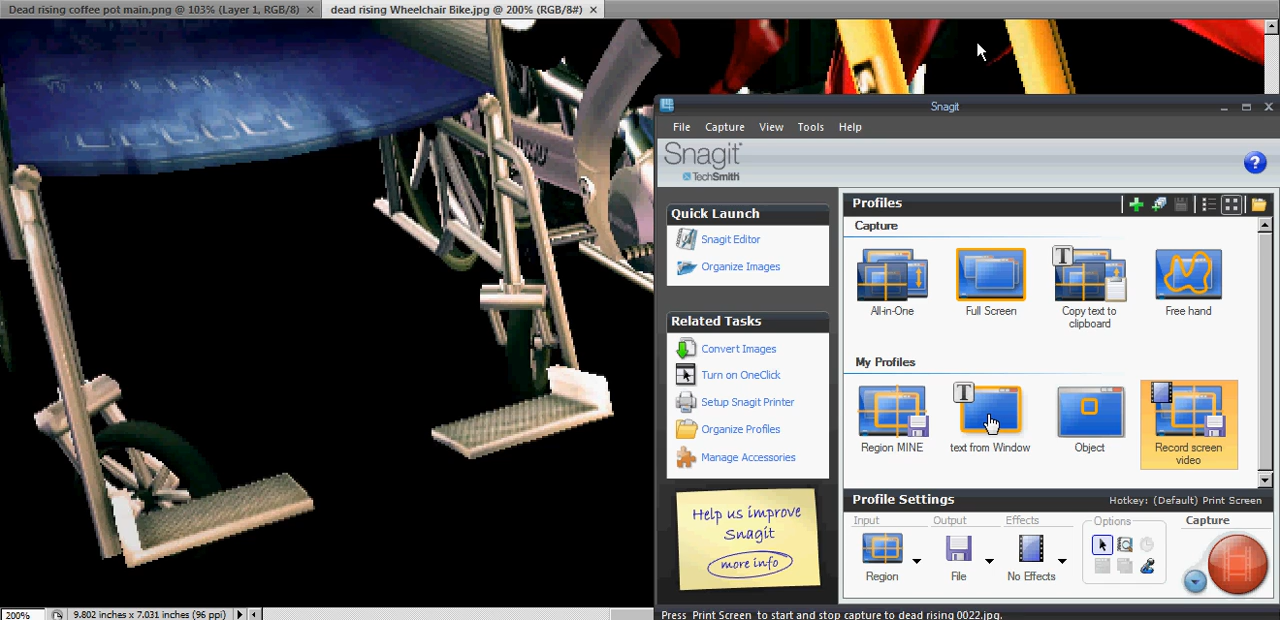 Dead rising coffee pot main.png @ 103% (Layer 1, RGB/8) ×
dead rising Wheelchair Bike.jpg @ 200% (RGB/8#) ×
Snagit
File Capture View Tools Help
Snagit
TechSmith
?
Quick Launch
Snagit Editor
Organize Images
Related Tasks
Convert Images
Turn on OneClick
Setup Snagit Printer
Organize Profiles
Manage Accessories
Help us improve
Snagit
more info
Profiles
Capture
All-in-One
Full Screen
T
Copy text to
clipboard
Free hand
My Profiles
Region MINE
T
text from Window
Object
Record screen
video
Profile Settings
Hotkey: (Default) Print Screen
Input
Output
Effects
Options
Capture
Region
File
No Effects
200%
9.802 inches x 7.031 inches (96 ppi)
Press Print Screen to start and stop capture to dead rising 0022.jpg.